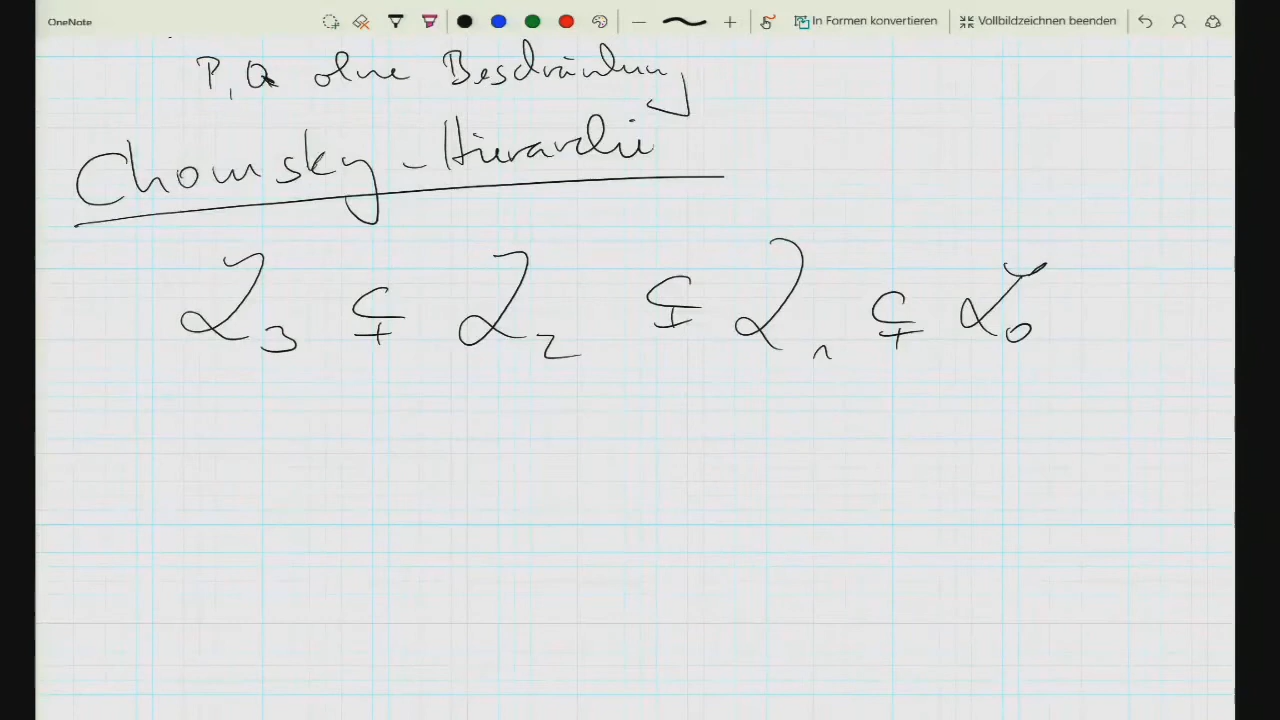 OneNote In Formen konvertieren Vollbildzeichnen beenden
P, Q ohne Beschränkung
Chomsky-Hierarchie
ℒ₃ ⊊ ℒ₂ ⊊ ℒ₁ ⊊ ℒ₀